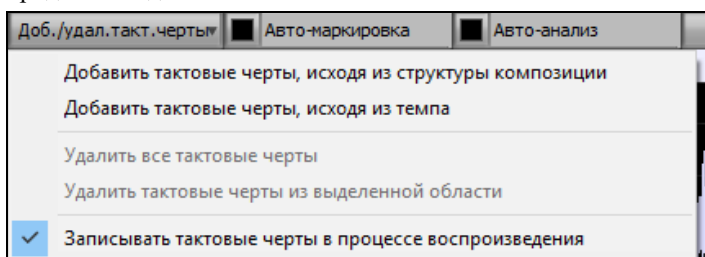 Доб./удал.такт.черты Авто-маркировка Авто-анализ
Добавить тактовые черты, исходя из структуры композиции
Добавить тактовые черты, исходя из темпа
Удалить все тактовые черты
Удалить тактовые черты из выделенной области
Записывать тактовые черты в процессе воспроизведения